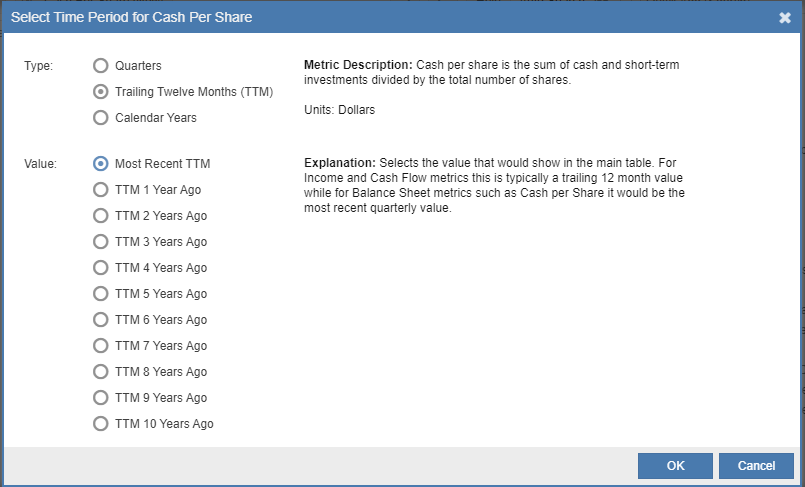 Select Time Period for Cash Per Share
Type:
Quarters
Trailing Twelve Months (TTM)
Calendar Years
Metric Description: Cash per share is the sum of cash and short-term
investments divided by the total number of shares.
Units: Dollars
Value:
Most Recent TTM
TTM 1 Year Ago
TTM 2 Years Ago
TTM 3 Years Ago
TTM 4 Years Ago
TTM 5 Years Ago
TTM 6 Years Ago
TTM 7 Years Ago
TTM 8 Years Ago
TTM 9 Years Ago
TTM 10 Years Ago
Explanation: Selects the value that would show in the main table. For
Income and Cash Flow metrics this is typically a trailing 12 month value
while for Balance Sheet metrics such as Cash per Share it would be the
most recent quarterly value.
OK
Cancel